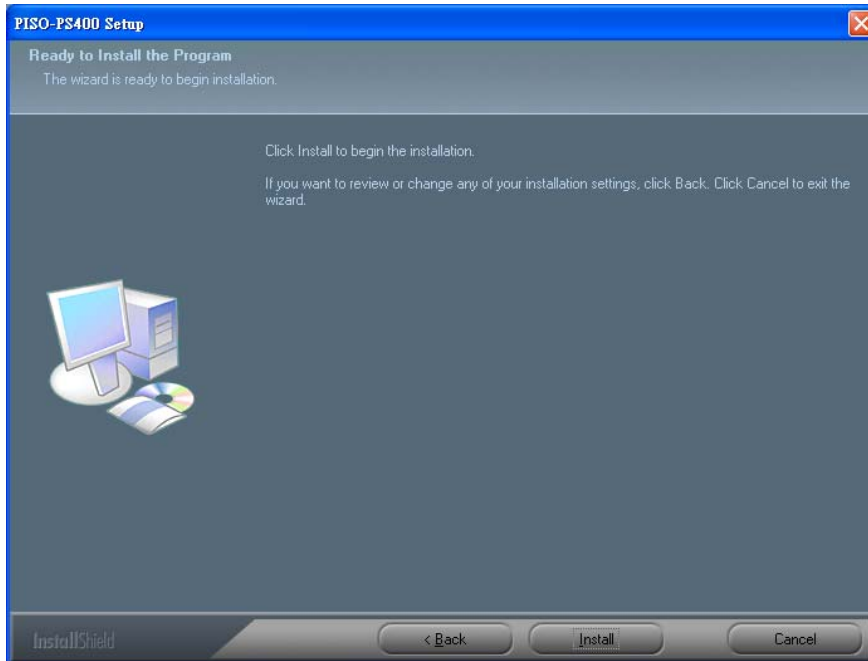 PISO-PS400 Setup
Ready to Install the Program
The wizard is ready to begin installation.
Click Install to begin the installation.
If you want to review or change any of your installation settings, click Back. Click Cancel to exit the
wizard.
InstallShield
< Back
Install
Cancel